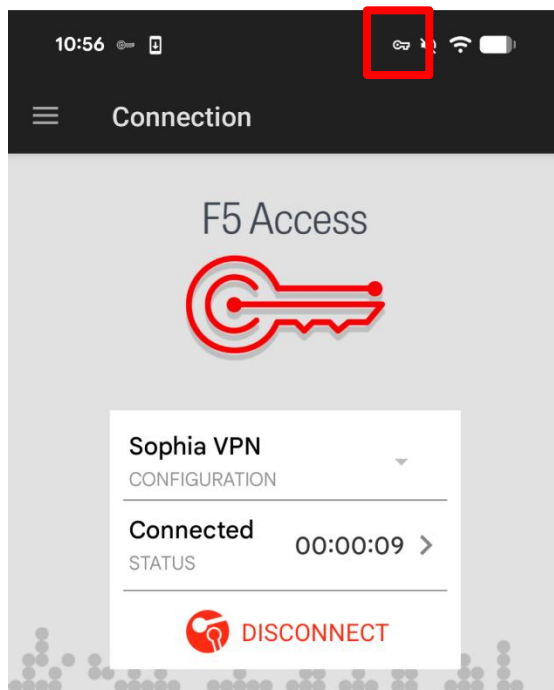 10:56
Connection
F5 Access
Sophia VPN
CONFIGURATION
Connected
00:00:09
STATUS
DISCONNECT